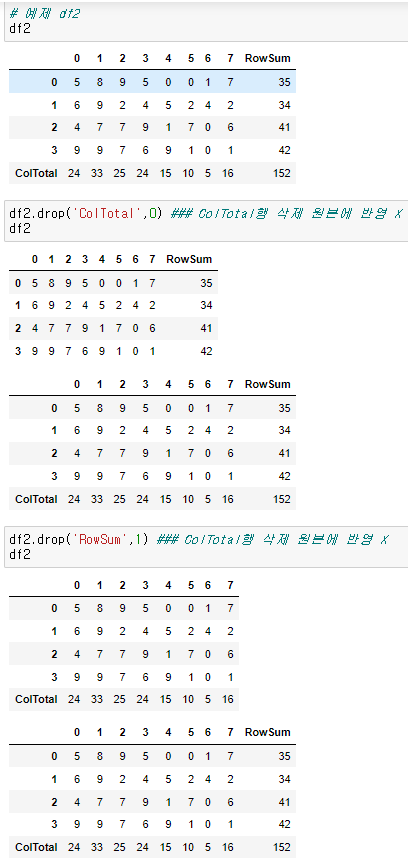 # 예제 df2
df2
0 1 2 3 4 5 6 7 RowSum
0 5 8 9 5 0 0 1 7 35
1 6 9 2 4 5 2 4 2 34
2 4 7 7 9 1 7 0 6 41
3 9 9 7 6 9 1 0 1 42
ColTotal 24 33 25 24 15 10 5 16 152
df2.drop('ColTotal',0) ### ColTotal행 삭제 원본에 반영 X
df2
0 1 2 3 4 5 6 7 RowSum
0 5 8 9 5 0 0 1 7 35
1 6 9 2 4 5 2 4 2 34
2 4 7 7 9 1 7 0 6 41
3 9 9 7 6 9 1 0 1 42
0 1 2 3 4 5 6 7 RowSum
0 5 8 9 5 0 0 1 7 35
1 6 9 2 4 5 2 4 2 34
2 4 7 7 9 1 7 0 6 41
3 9 9 7 6 9 1 0 1 42
ColTotal 24 33 25 24 15 10 5 16 152
df2.drop('RowSum',1) ### ColTotal행 삭제 원본에 반영 X
df2
0 1 2 3 4 5 6 7
0 5 8 9 5 0 0 1 7
1 6 9 2 4 5 2 4 2
2 4 7 7 9 1 7 0 6
3 9 9 7 6 9 1 0 1
ColTotal 24 33 25 24 15 10 5 16
0 1 2 3 4 5 6 7 RowSum
0 5 8 9 5 0 0 1 7 35
1 6 9 2 4 5 2 4 2 34
2 4 7 7 9 1 7 0 6 41
3 9 9 7 6 9 1 0 1 42
ColTotal 24 33 25 24 15 10 5 16 152